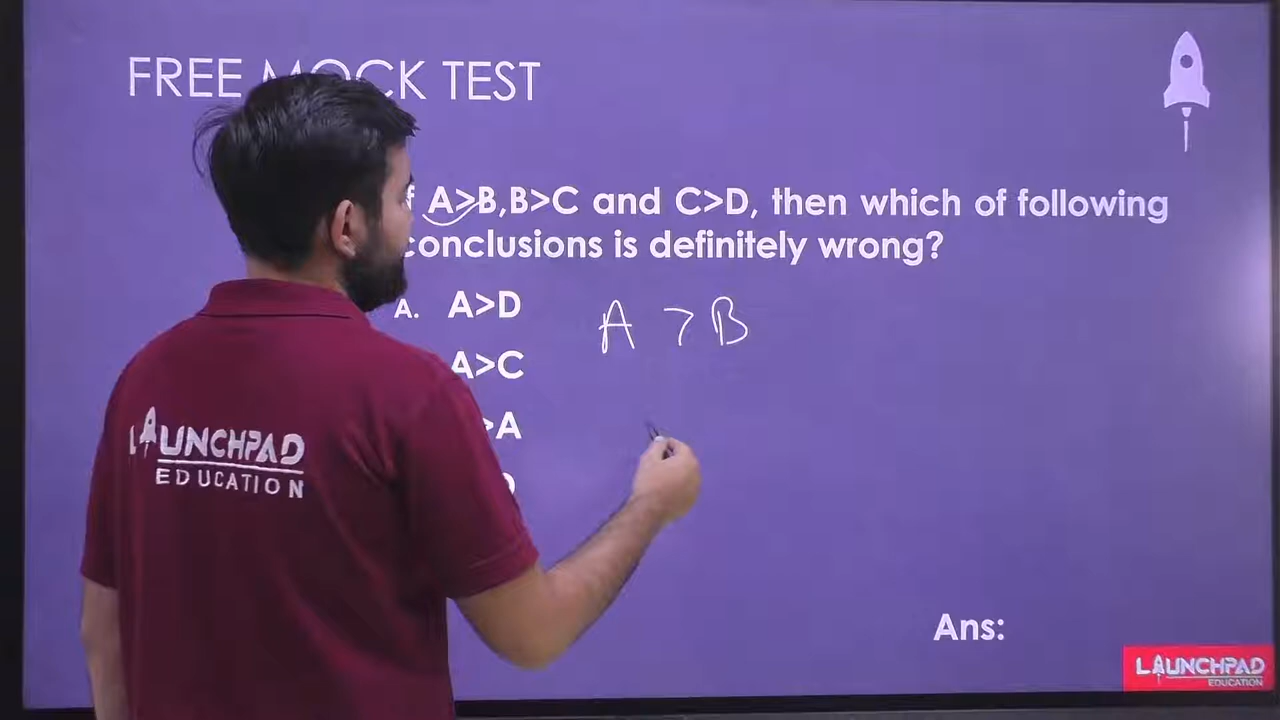 FREE MOCK TEST
f A>B,B>C and C>D, then which of following
conclusions is definitely wrong?
A. A>D
A > B
A>C
>A
LAUNCHPAD
EDUCATION
Ans:
LAUNCHPAD
EDUCATION